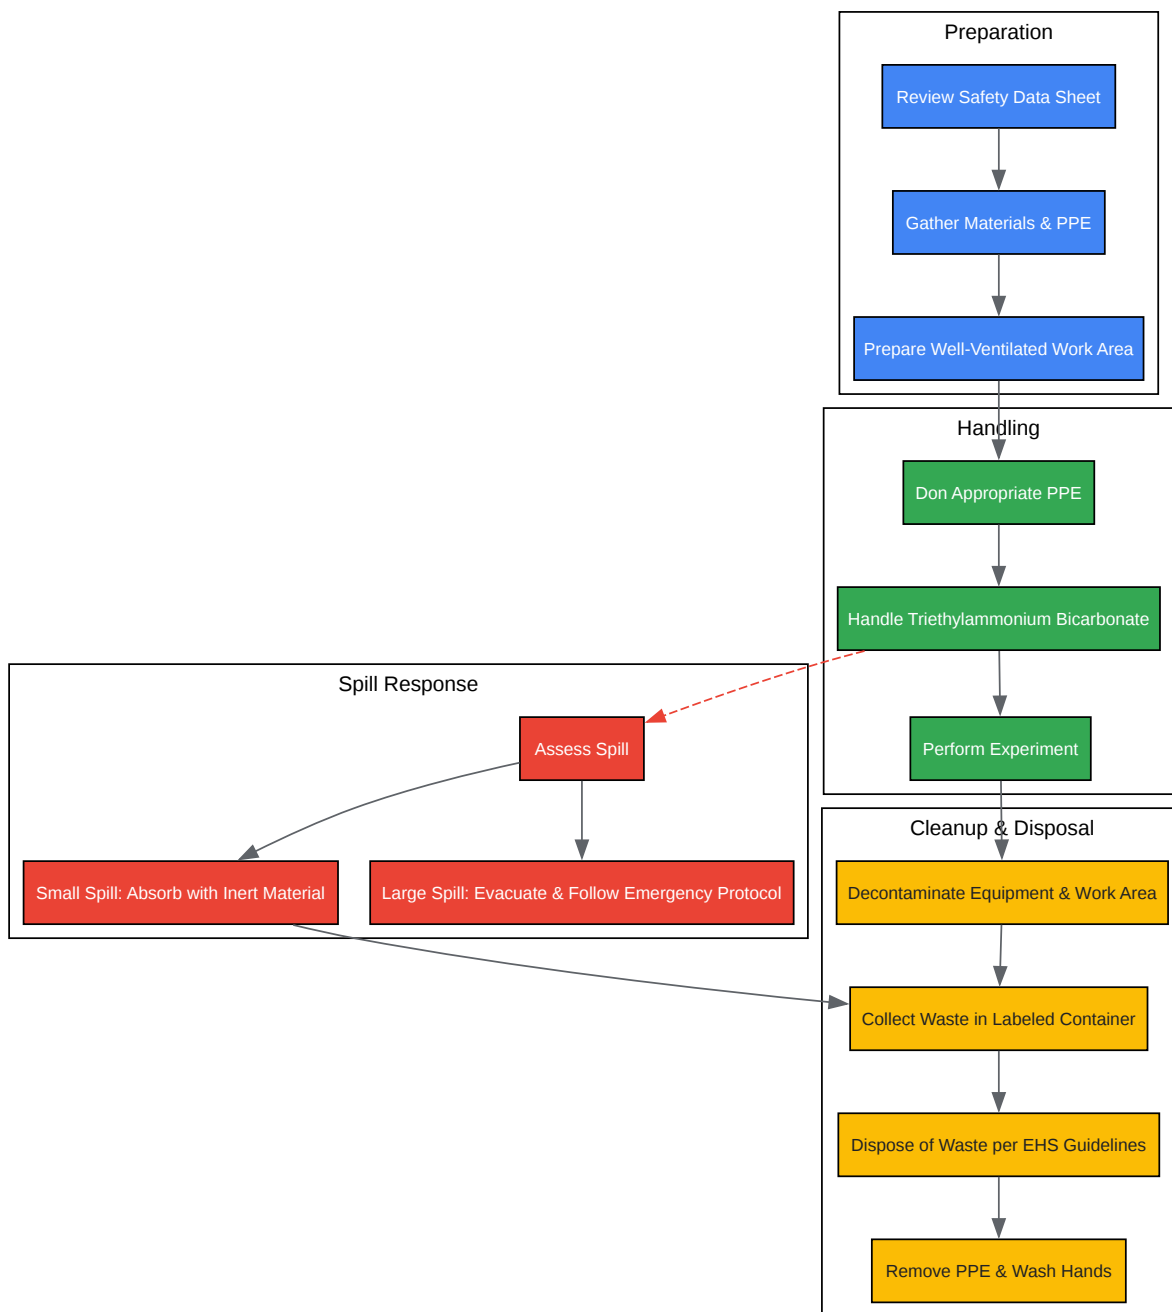 Preparation
Review Safety Data Sheet
Gather Materials & PPE
Prepare Well-Ventilated Work Area
Handling
Don Appropriate PPE
Handle Triethylammonium Bicarbonate
Perform Experiment
Spill Response
Assess Spill
Small Spill: Absorb with Inert Material
Large Spill: Evacuate & Follow Emergency Protocol
Cleanup & Disposal
Decontaminate Equipment & Work Area
Collect Waste in Labeled Container
Dispose of Waste per EHS Guidelines
Remove PPE & Wash Hands